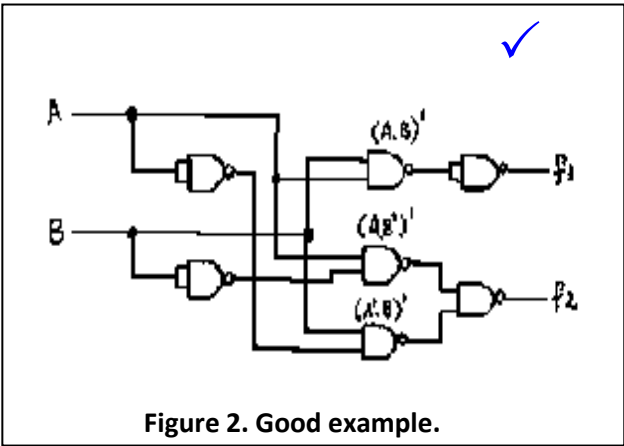 A
(A.B)'
f1
B
(A.B')'
f2
(A'.B)'
Figure 2. Good example.